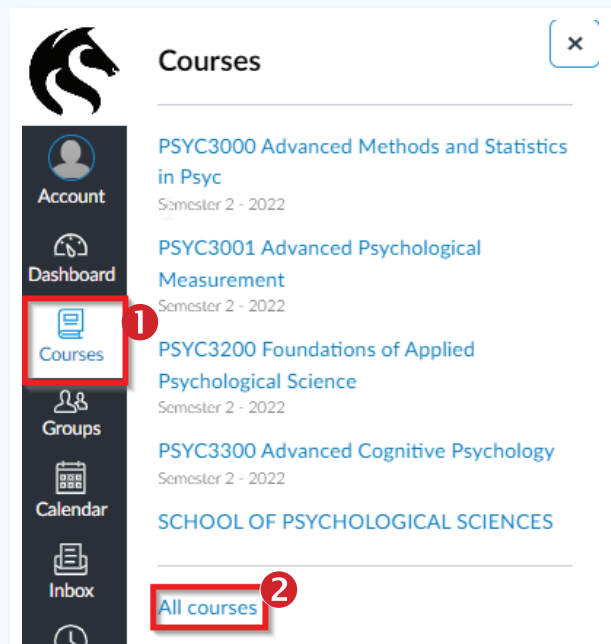 Courses
×
PSYC3000 Advanced Methods and Statistics
in Psyc
Semester 2 - 2022
PSYC3001 Advanced Psychological
Measurement
Semester 2 - 2022
PSYC3200 Foundations of Applied
Psychological Science
Semester 2 - 2022
PSYC3300 Advanced Cognitive Psychology
Semester 2 - 2022
SCHOOL OF PSYCHOLOGICAL SCIENCES
All courses
2
Account
Dashboard
Courses
1
Groups
Calendar
Inbox